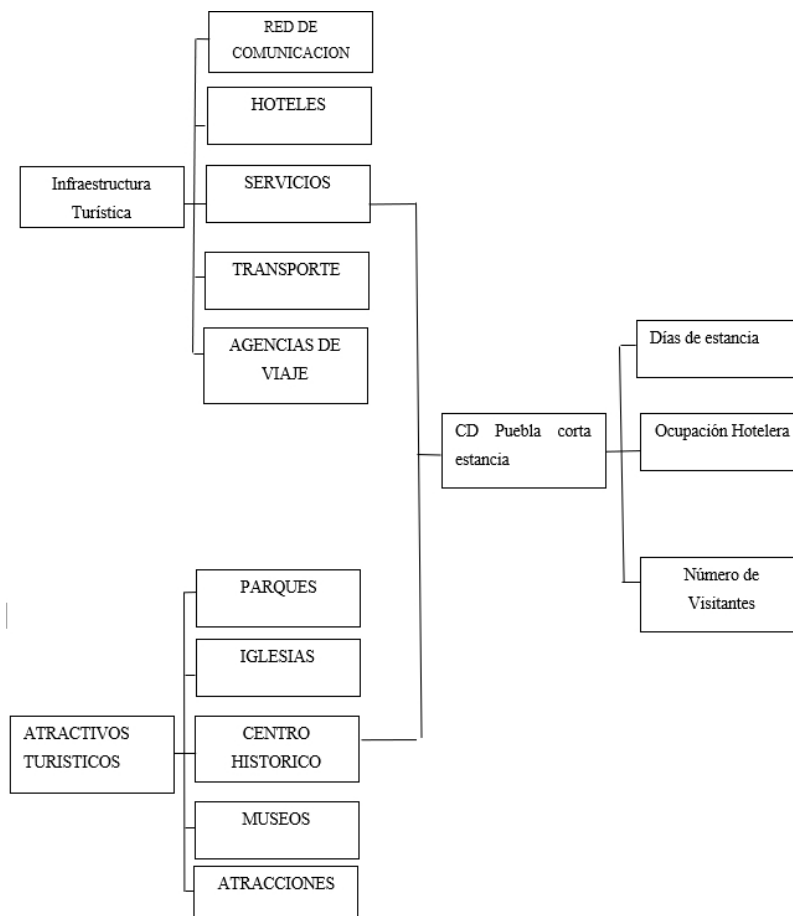 RED DE
COMUNICACION
HOTELES
Infraestructura
Turística
SERVICIOS
TRANSPORTE
AGENCIAS DE
VIAJE
Días de estancia
CD Puebla corta
estancia
Ocupación Hotelera
Número de
Visitantes
PARQUES
IGLESIAS
ATRACTIVOS
TURISTICOS
CENTRO
HISTORICO
MUSEOS
ATRACCIONES